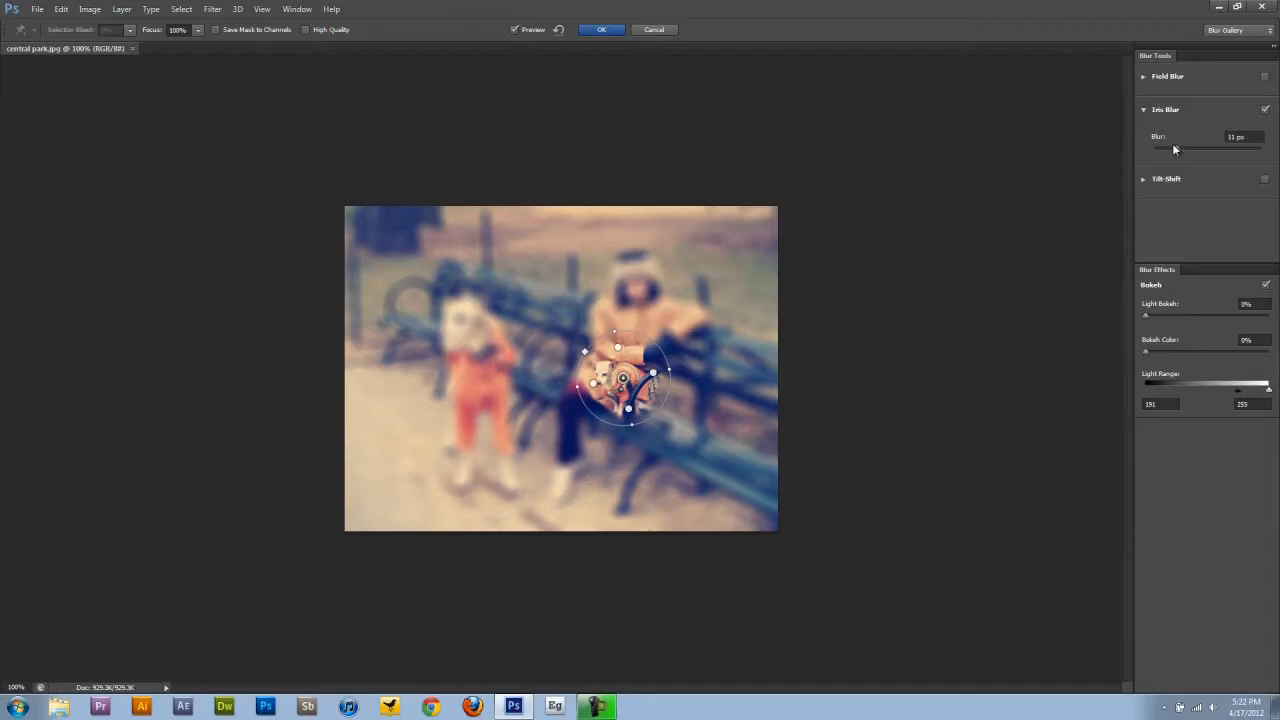 Ps File Edit Image Layer Type Select Filter 3D View Window Help
Selection Bleed: Focus: 100% Save Mask to Channels High Quality Preview OK Cancel Blur Gallery
central park.jpg @ 100% (RGB/8#) ×
Blur Tools
Field Blur
Iris Blur
Blur: 11 px
Tilt-Shift
Blur Effects
Bokeh
Light Bokeh: 0%
Bokeh Color: 0%
Light Range:
191 255
100% Doc: 929.3K/929.3K
Pr Ai Ae Dw Ps Sb Ps Eg
5:22 PM
4/17/2012